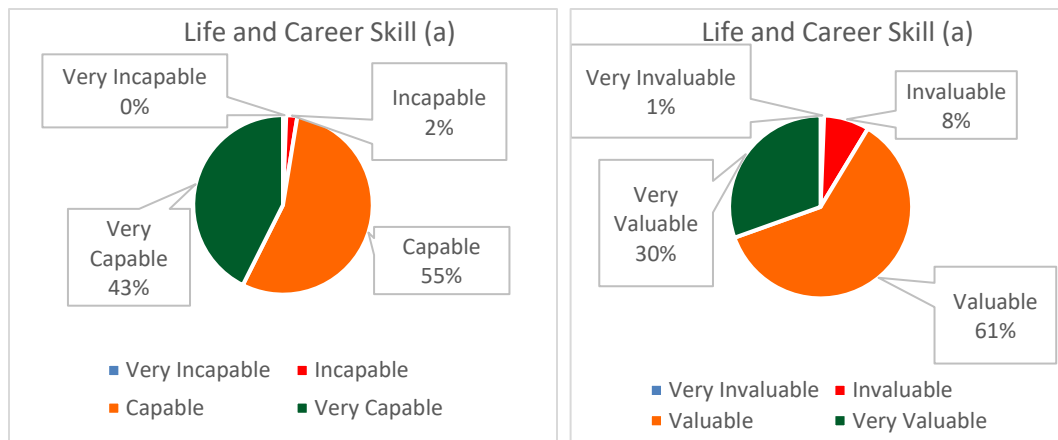 Life and Career Skill (a)
Very Incapable
0%
Incapable
2%
Very
Capable
43%
Capable
55%
Very Incapable
Incapable
Capable
Very Capable
Life and Career Skill (a)
Very Invaluable
1%
Invaluable
8%
Very
Valuable
30%
Valuable
61%
Very Invaluable
Invaluable
Valuable
Very Valuable